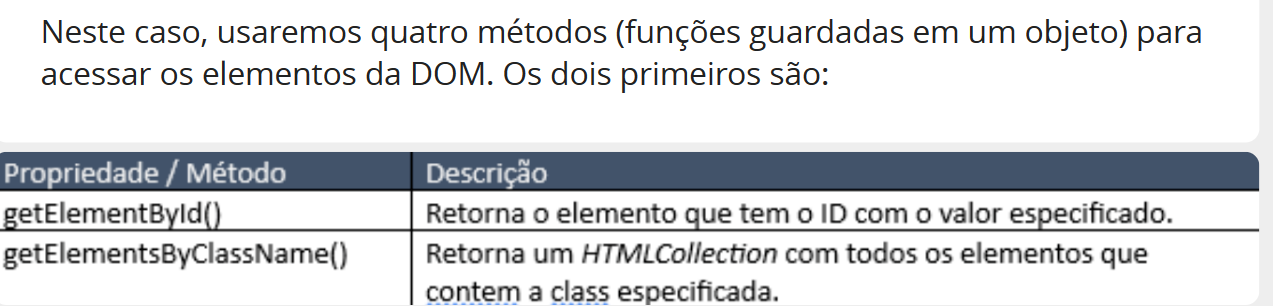 Neste caso, usaremos quatro métodos (funções guardadas em um objeto) para
acessar os elementos da DOM. Os dois primeiros são:
Propriedade / Método Descrição
getElementById() Retorna o elemento que tem o ID com o valor especificado.
getElementsByClassName() Retorna um HTMLCollection com todos os elementos que
contem a class especificada.